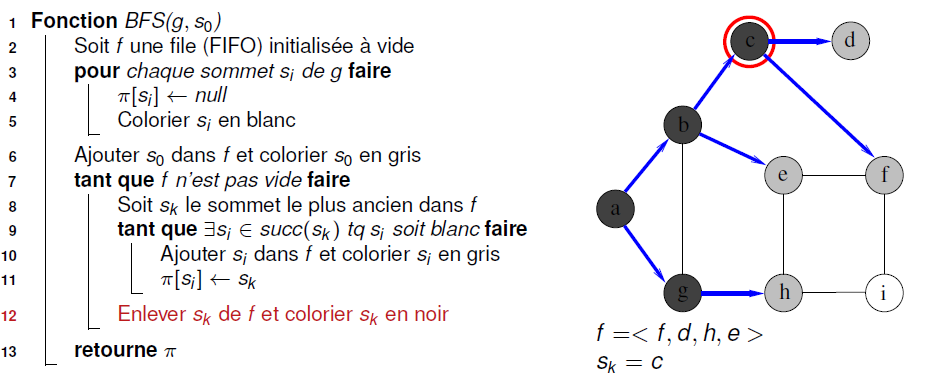 1 Fonction BFS(g, s₀)
2 Soit f une file (FIFO) initialisée à vide
3 pour chaque sommet sᵢ de g faire
4 π[sᵢ] ← null
5 Colorier sᵢ en blanc
6 Ajouter s₀ dans f et colorier s₀ en gris
7 tant que f n'est pas vide faire
8 Soit sₖ le sommet le plus ancien dans f
9 tant que ∃sᵢ ∈ succ(sₖ) tq sᵢ soit blanc faire
10 Ajouter sᵢ dans f et colorier sᵢ en gris
11 π[sᵢ] ← sₖ
12 Enlever sₖ de f et colorier sₖ en noir
13 retourne π
c d
b
e f
a
g h i
f =< f, d, h, e >
sₖ = c